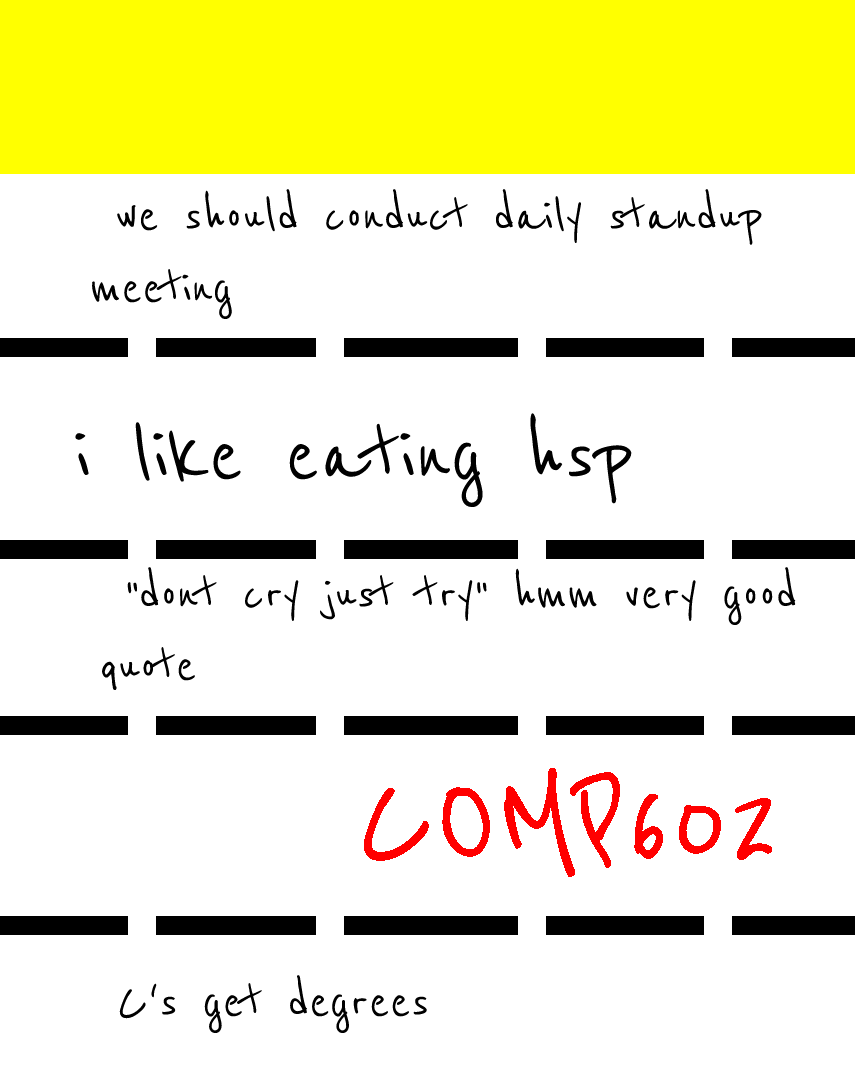 we should conduct daily standup
meeting
i like eating hsp
"dont cry just try" hmm very good
quote
COMP602
C's get degrees